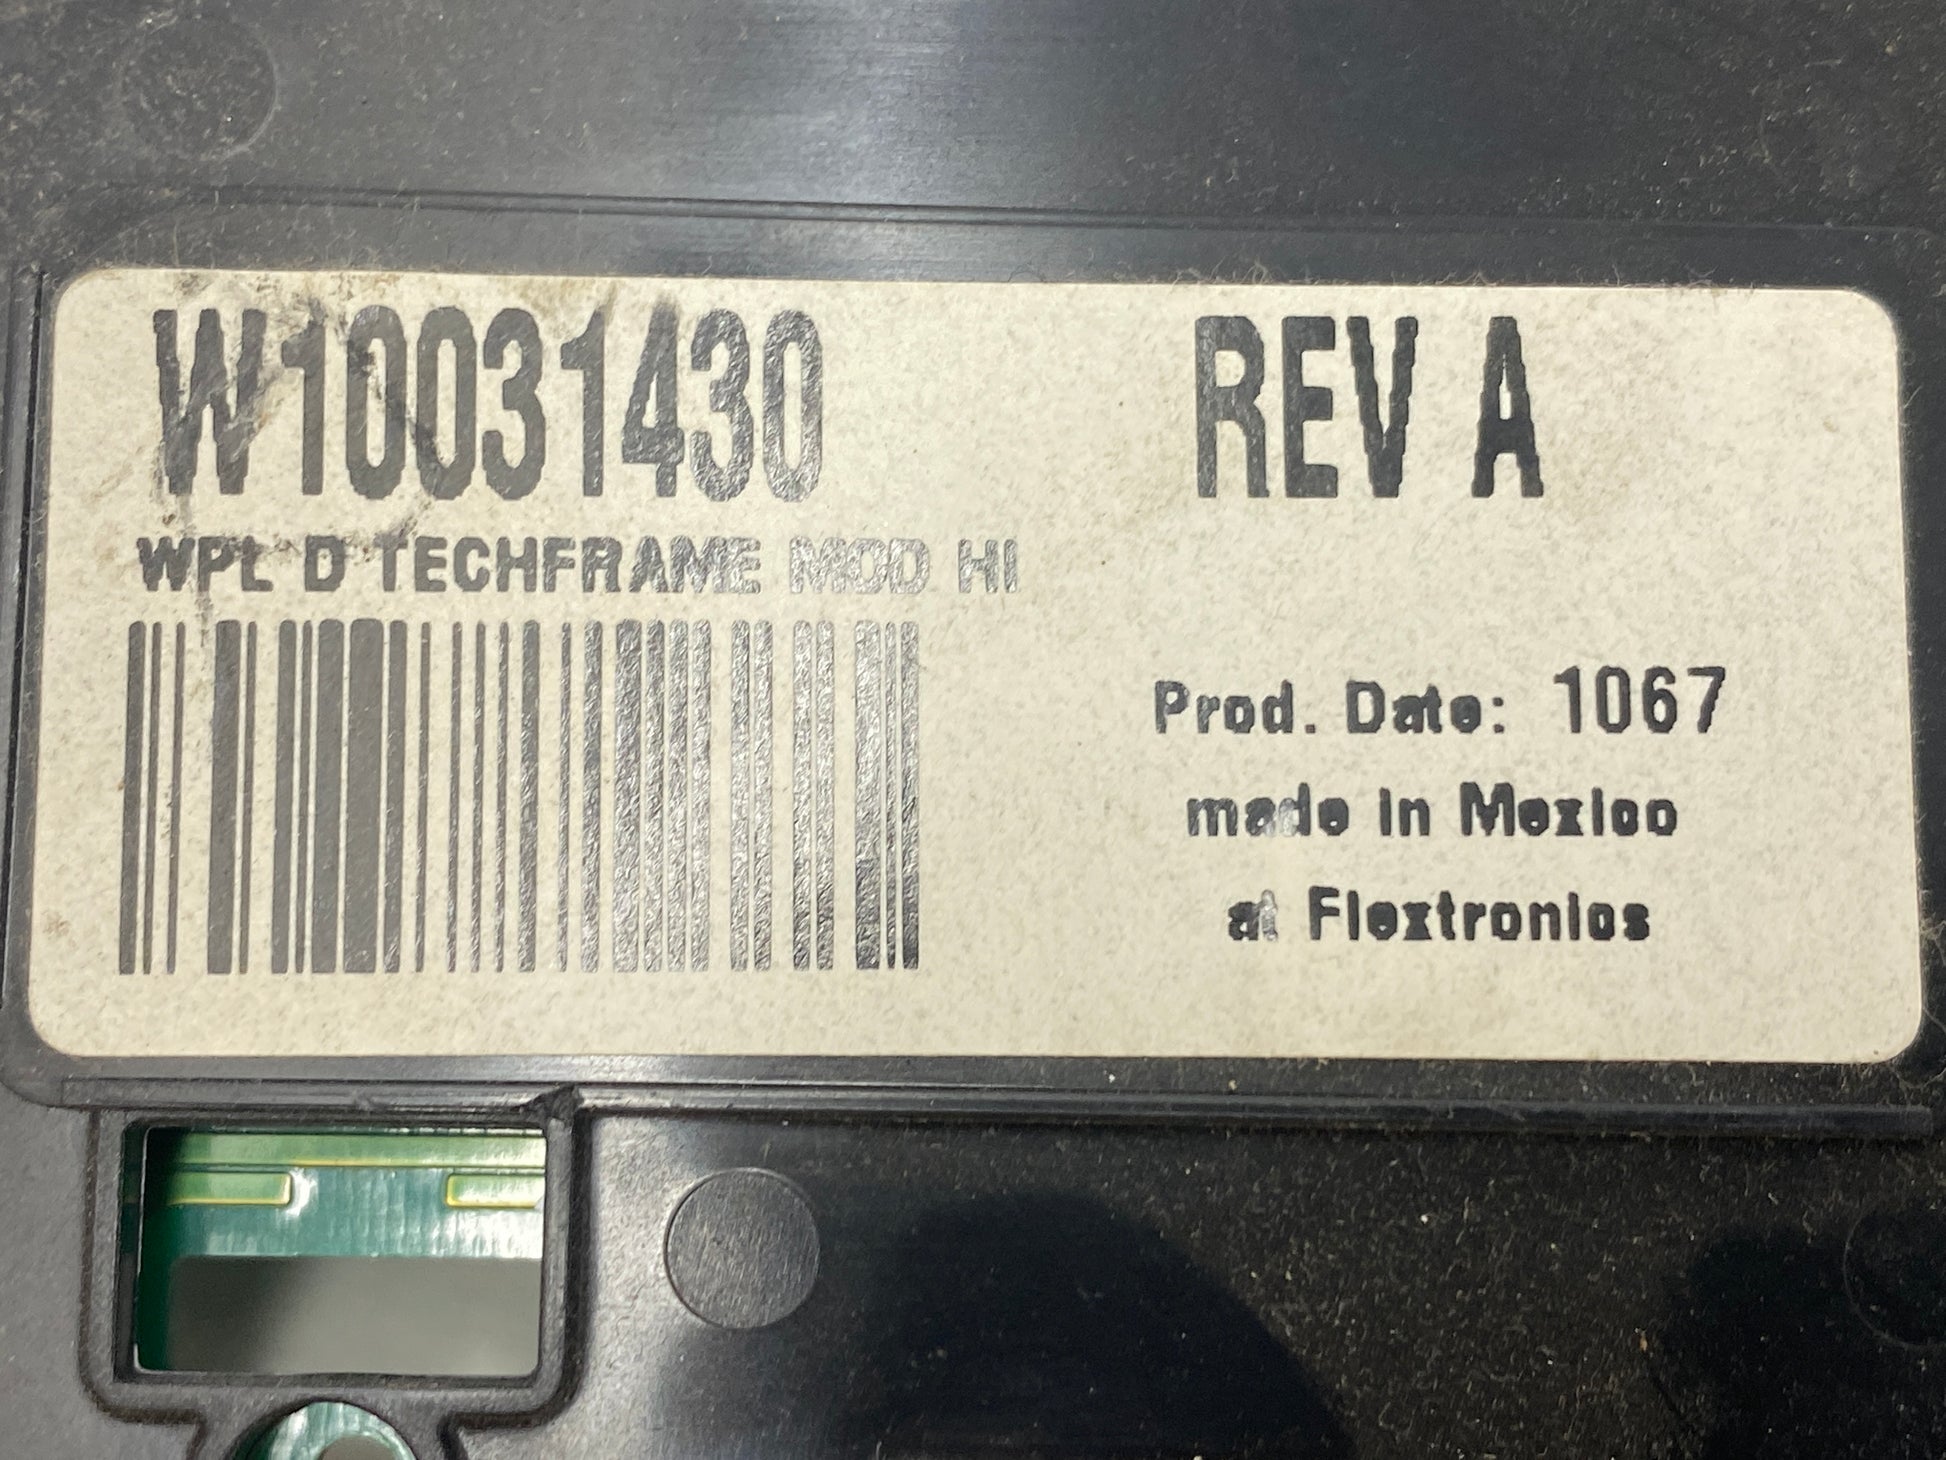 W10031430 REV A
WPL D TECHFRAME MOD HI
Prod. Date: 1067
made in Mexico
at Flextronics